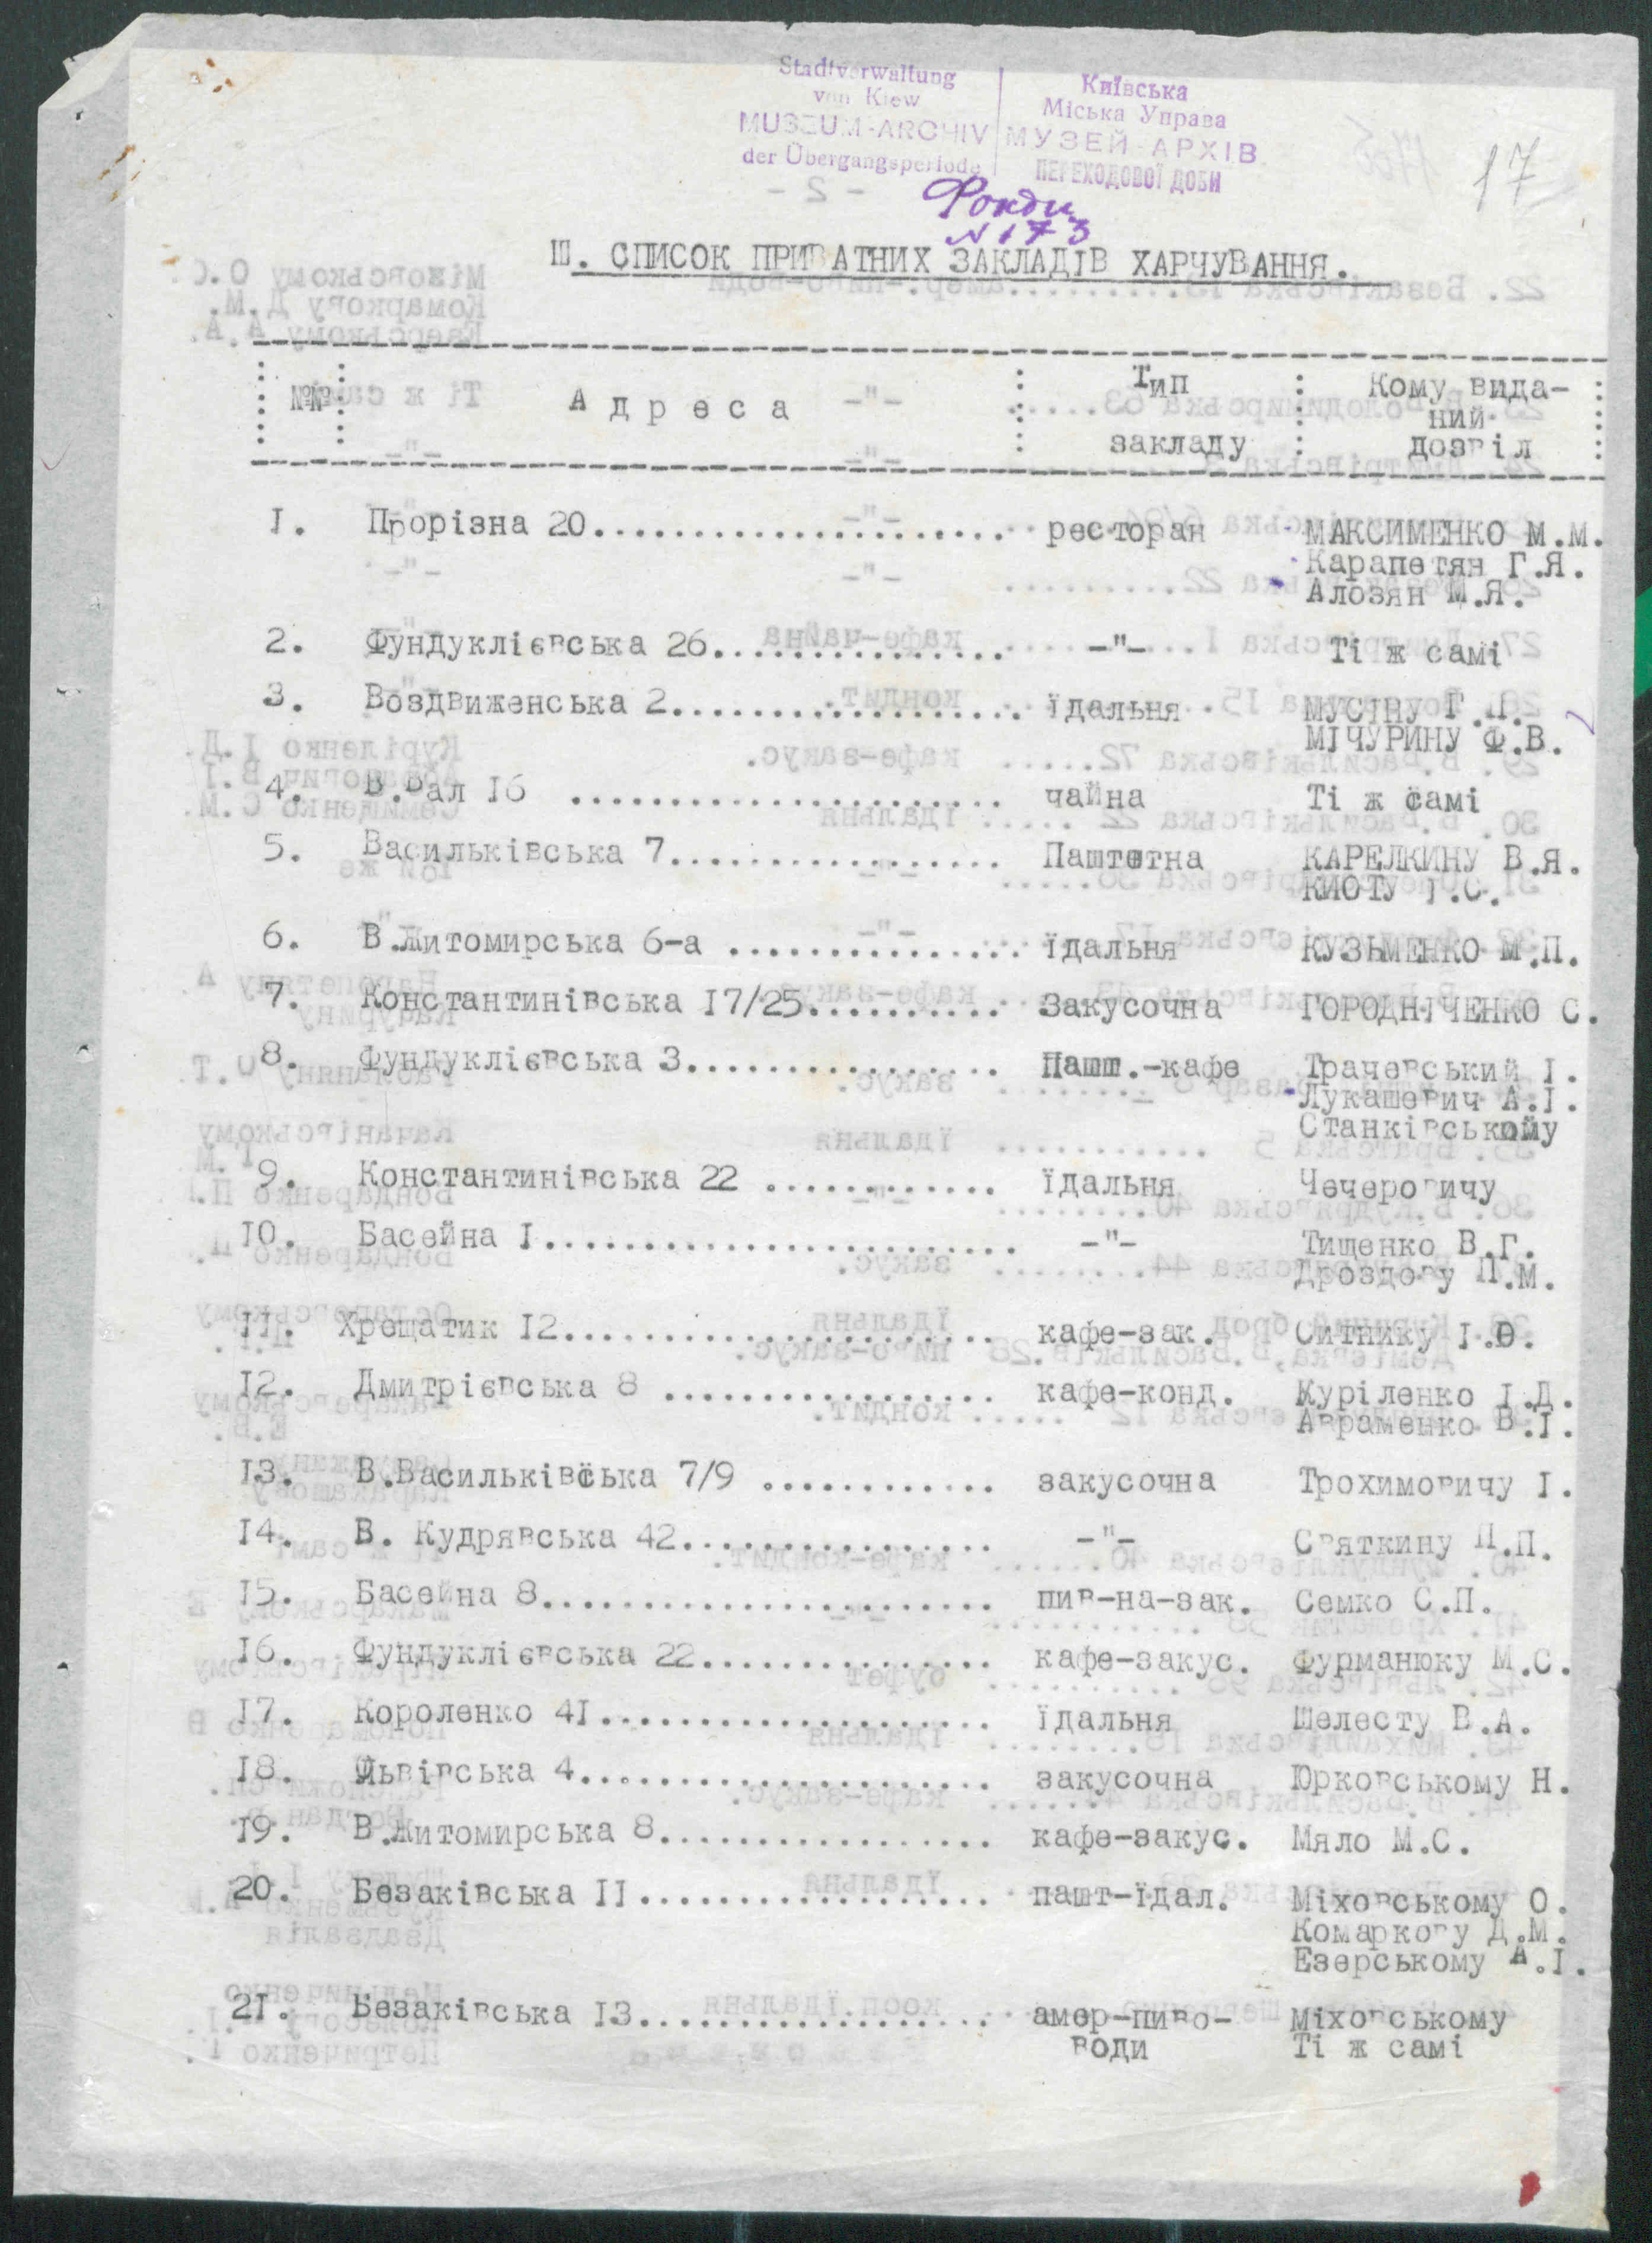 Stadtverwaltung
von Kiew
MUSEUM-ARCHIV
der Übergangsperiode
Київська
Міська Управа
МУЗЕЙ-АРХІВ
ПЕРЕХОДОВОЇ ДОБИ
17
Фонди
N 173
Ш. СПИСОК ПРИВАТНИХ ЗАКЛАДІВ ХАРЧУВАННЯ.
№№ Адреса Тип закладу Кому вида-ний дозвіл
1. Прорізна 20...................... ресторан МАКСИМЕНКО М.М.
Карапетян Г.Я.
Алозян М.Я.
2. Фундуклієвська 26................ -"- Ті ж самі
3. Воздвиженська 2.................. їдальня МУСІНУ Г.П.
МІЧУРИНУ Ф.В.
4. В.Вал 16 ....................... чайна Ті ж самі
5. Васильківська 7.................. Паштетна КАРЕЛКИНУ В.Я.
КИОТУ І.С.
6. В.Житомирська 6-а ............... їдальня КУЗЬМЕНКО М.П.
7. Константинівська 17/25........... Закусочна ГОРОДНІЧЕНКО С.
8. Фундуклієвська 3................. Пашт.-кафе Трачевський І.
Лукашевич А.І.
Станківському
9. Константинівська 22 ............ їдальня Чечеровичу
10. Басейна 1......................... -"- Тищенко В.Г.
Дроздову П.М.
11. Хрещатик 12....................... кафе-зак. Ситнику І.О.
12. Дмитрієвська 8 .................. кафе-конд. Куріленко І.Д.
Авраменко В.І.
13. В.Васильківська 7/9 ............ закусочна Трохимовичу І.
14. В. Кудрявська 42................. -"- Святкину П.П.
15. Басейна 8........................ пив-на-зак. Семко С.П.
16. Фундуклієвська 22................ кафе-закус. Фурманюку М.С.
17. Короленко 41..................... їдальня Шелесту В.А.
18. Львівська 4...................... закусочна Юрковському Н.
19. В.Житомирська 8.................. кафе-закус. Мяло М.С.
20. Безаківська 11................... пашт-їдал. Міховському О.
Комаркову Д.М.
Езерському А.І.
21. Безаківська 13................... амер-пиво- Міховському
води Ті ж самі